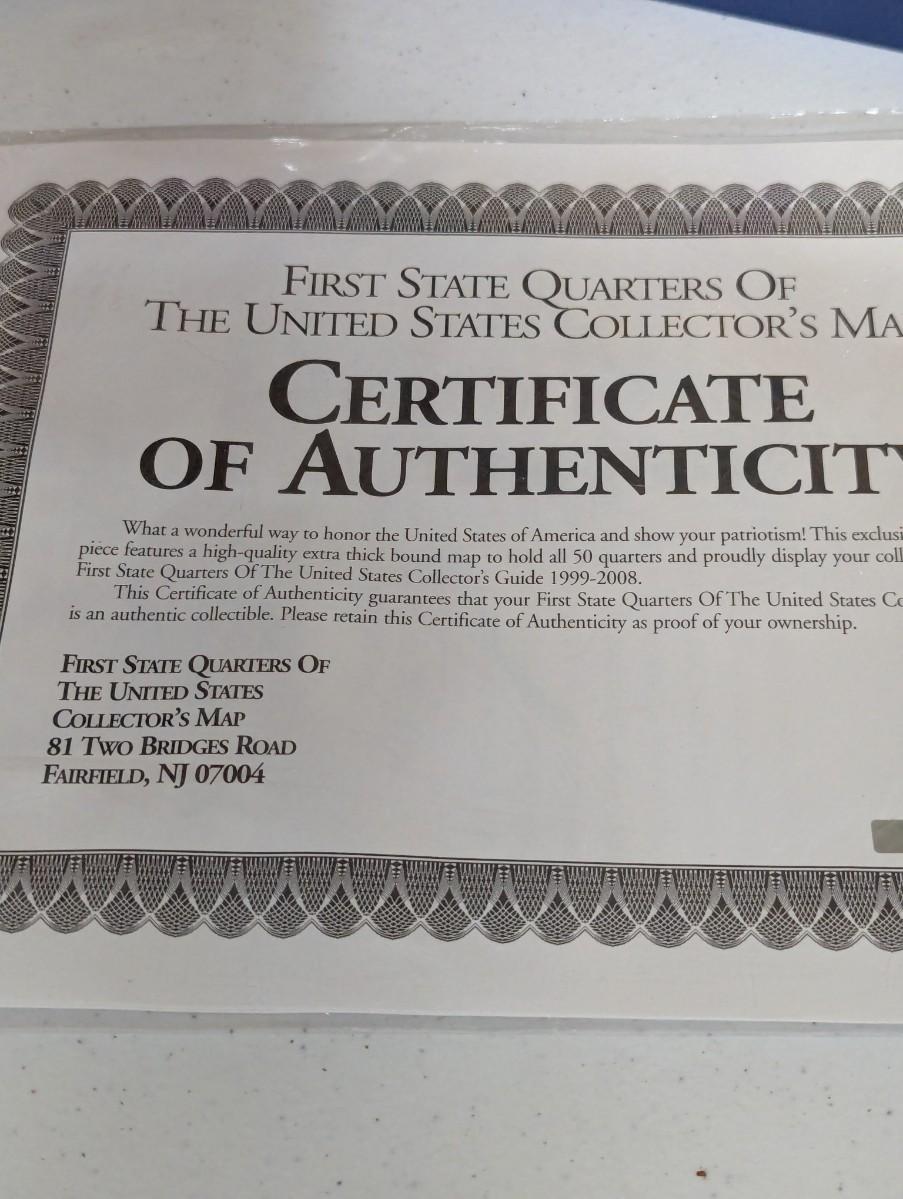 First State Quarters Of
The United States Collector's Ma
Certificate
of Authenticity
What a wonderful way to honor the United States of America and show your patriotism! This exclusi
piece features a high-quality extra thick bound map to hold all 50 quarters and proudly display your coll
First State Quarters Of The United States Collector's Guide 1999-2008.
This Certificate of Authenticity guarantees that your First State Quarters Of The United States Co
is an authentic collectible. Please retain this Certificate of Authenticity as proof of your ownership.
First State Quarters Of
The United States
Collector's Map
81 Two Bridges Road
Fairfield, NJ 07004